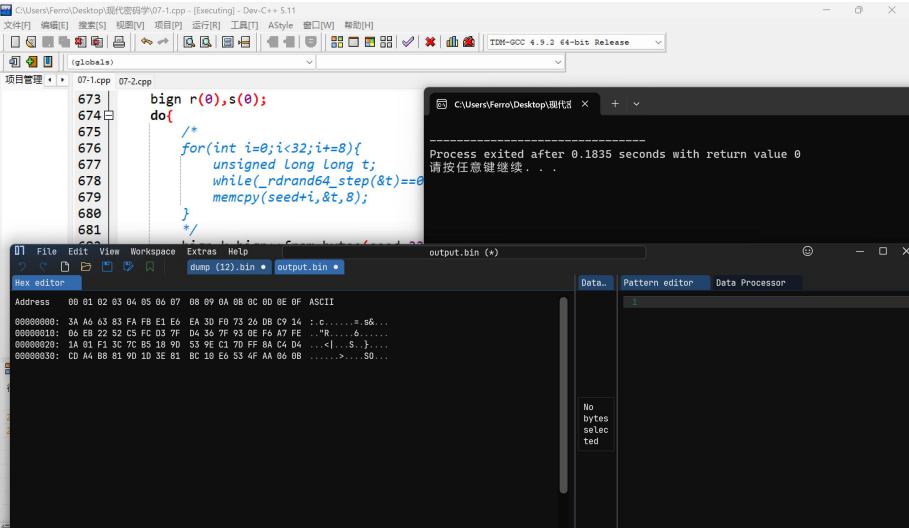 C:\Users\Ferro\Desktop\现代密码学\07-1.cpp - [Executing] - Dev-C++ 5.11
文件[F] 编辑[E] 搜索[S] 视图[V] 项目[P] 运行[R] 工具[T] AStyle 窗口[W] 帮助[H]
TDM-GCC 4.9.2 64-bit Release
(globals)
项目管理 07-1.cpp 07-2.cpp
673 bign r(0),s(0);
674 do{
675 /*
676 for(int i=0;i<32;i+=8){
677 unsigned long long t;
678 while(_rdrand64_step(&t)==0
679 memcpy(seed+i,&t,8);
680 }
681 */
C:\Users\Ferro\Desktop\现代
--------------------------------
Process exited after 0.1835 seconds with return value 0
请按任意键继续. . .
File Edit View Workspace Extras Help output.bin (*)
dump (12).bin output.bin
Hex editor
Address 00 01 02 03 04 05 06 07 08 09 0A 0B 0C 0D 0E 0F ASCII
00000000: 3A A6 63 83 FA FB E1 E6 EA 3D F0 73 26 DB C9 14 :.c......=.s&...
00000010: 06 EB 22 52 C5 FC D3 7F D4 36 7F 93 0E F6 A7 FE .."R.....6......
00000020: 1A 01 F1 3C 7C B5 18 9D 53 9E C1 7D FF 8A C4 D4 ...<|...S..}....
00000030: CD A4 B8 81 9D 1D 3E 81 BC 10 E6 53 4F AA 06 0B ......>....SO...
Data...
No
bytes
selec
ted
Pattern editor Data Processor
1